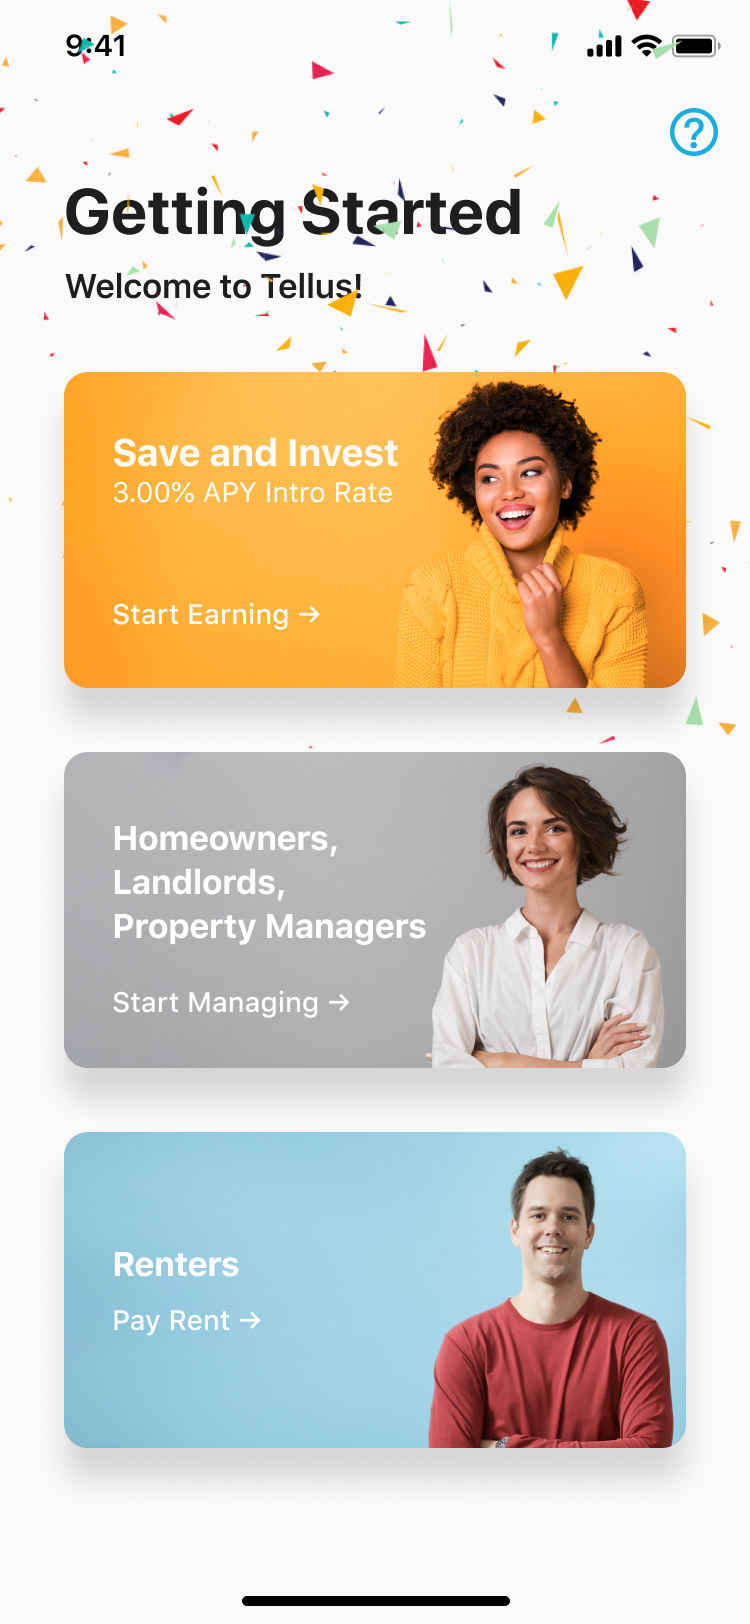 9:41
Getting Started
Welcome to Tellus!
Save and Invest
3.00% APY Intro Rate
Start Earning →
Homeowners,
Landlords,
Property Managers
Start Managing →
Renters
Pay Rent →